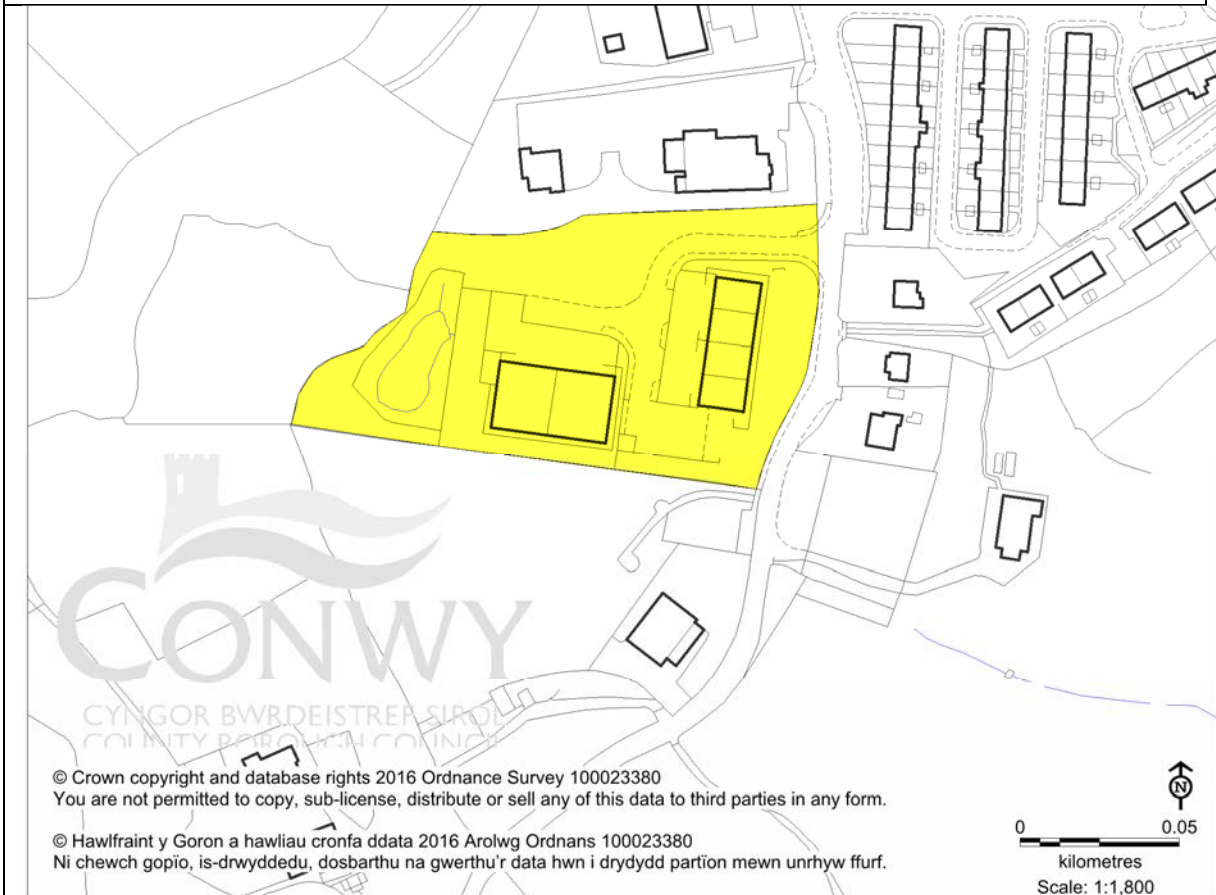 CONWY
CYNGOR BWRDEISTREF SIROL
COUNTY BOROUGH COUNCIL
© Crown copyright and database rights 2016 Ordnance Survey 100023380
You are not permitted to copy, sub-license, distribute or sell any of this data to third parties in any form.
© Hawlfraint y Goron a hawliau cronfa ddata 2016 Arolwg Ordnans 100023380
Ni chewch gopïo, is-drwyddedu, dosbarthu na gwerthu'r data hwn i drydydd partïon mewn unrhyw ffurf.
N
0 0.05
kilometres
Scale: 1:1,800